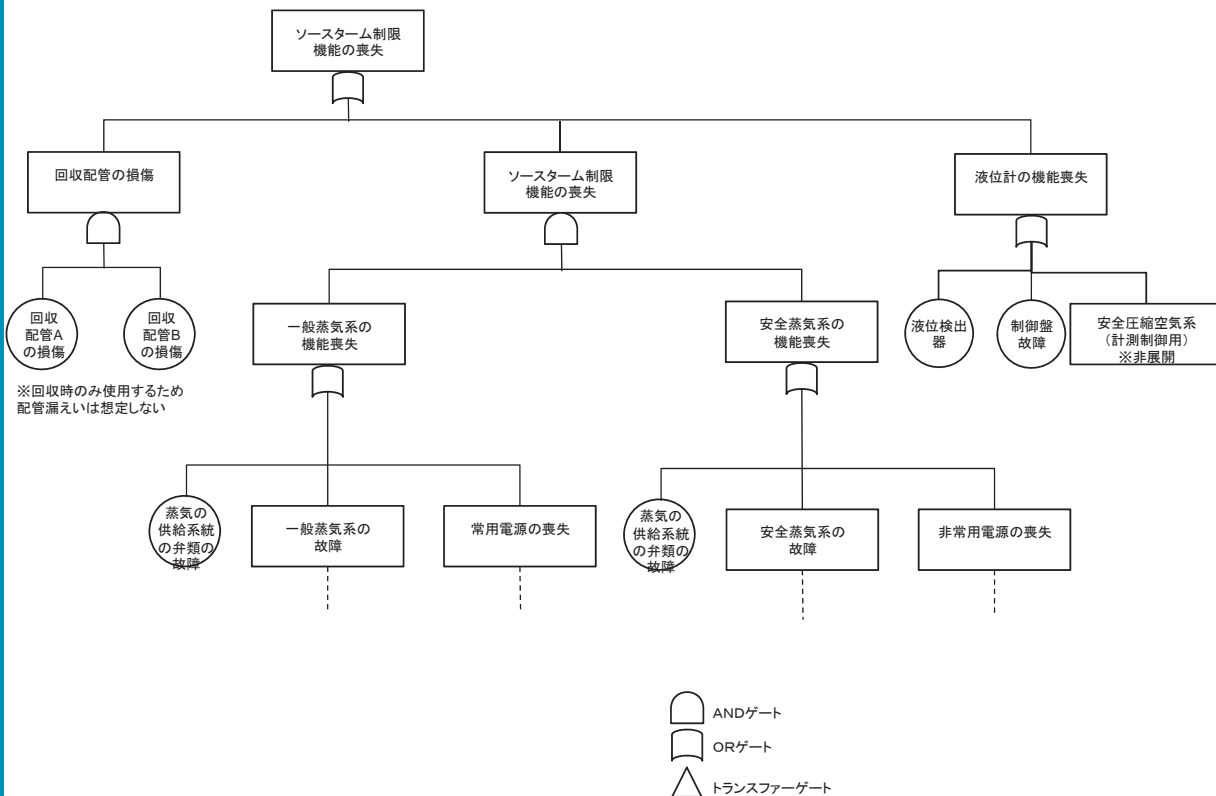 ソースターム制限
機能の喪失
回収配管の損傷
ソースターム制限
機能の喪失
液位計の機能喪失
回収
配管A
の損傷
回収
配管B
の損傷
※回収時のみ使用するため
配管漏えいは想定しない
一般蒸気系の
機能喪失
安全蒸気系の
機能喪失
液位検出
器
制御盤
故障
安全圧縮空気系
(計測制御用)
※非展開
蒸気の
供給系統
の弁類の
故障
一般蒸気系の
故障
常用電源の喪失
蒸気の
供給系統
の弁類の
故障
安全蒸気系の
故障
非常用電源の喪失
ANDゲート
ORゲート
トランスファーゲート